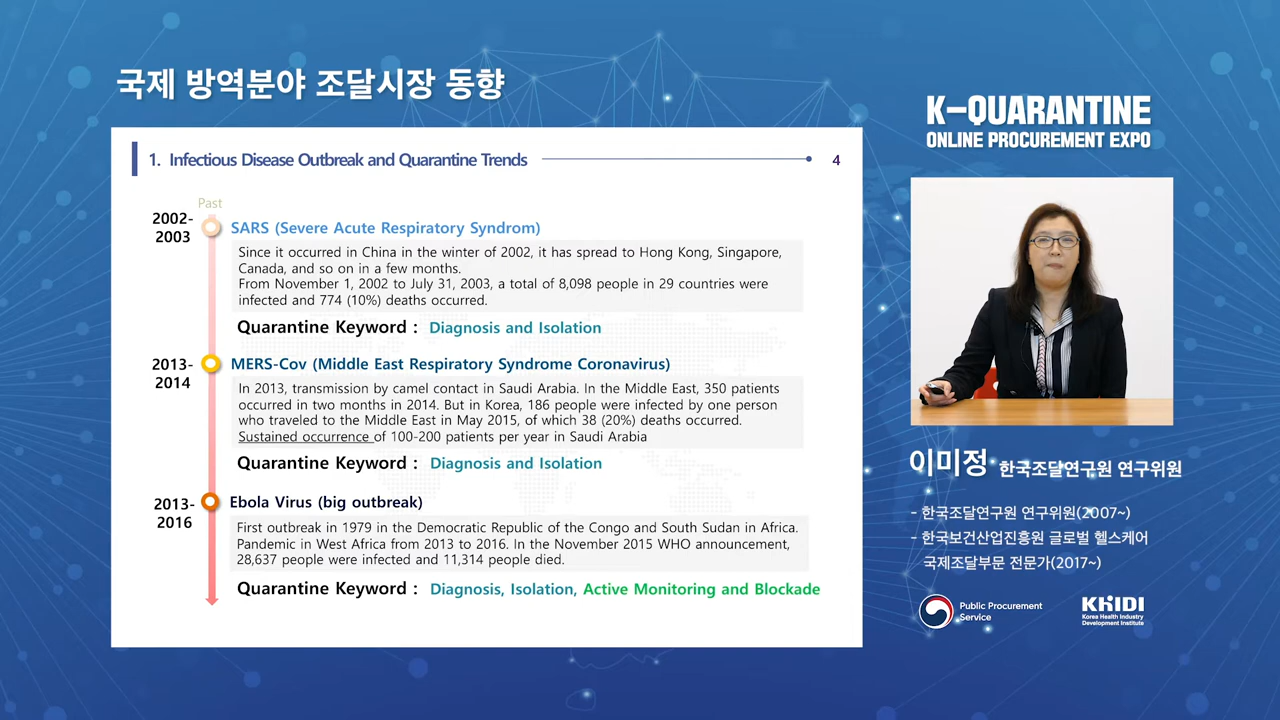 국제 방역분야 조달시장 동향
K-QUARANTINE
ONLINE PROCUREMENT EXPO
1. Infectious Disease Outbreak and Quarantine Trends
4
Past
2002-
2003
SARS (Severe Acute Respiratory Syndrom)
Since it occurred in China in the winter of 2002, it has spread to Hong Kong, Singapore,
Canada, and so on in a few months.
From November 1, 2002 to July 31, 2003, a total of 8,098 people in 29 countries were
infected and 774 (10%) deaths occurred.
Quarantine Keyword : Diagnosis and Isolation
2013-
2014
MERS-Cov (Middle East Respiratory Syndrome Coronavirus)
In 2013, transmission by camel contact in Saudi Arabia. In the Middle East, 350 patients
occurred in two months in 2014. But in Korea, 186 people were infected by one person
who traveled to the Middle East in May 2015, of which 38 (20%) deaths occurred.
Sustained occurrence of 100-200 patients per year in Saudi Arabia
Quarantine Keyword : Diagnosis and Isolation
2013-
2016
Ebola Virus (big outbreak)
First outbreak in 1979 in the Democratic Republic of the Congo and South Sudan in Africa.
Pandemic in West Africa from 2013 to 2016. In the November 2015 WHO announcement,
28,637 people were infected and 11,314 people died.
Quarantine Keyword : Diagnosis, Isolation, Active Monitoring and Blockade
이미정 한국조달연구원 연구위원
- 한국조달연구원 연구위원(2007~)
- 한국보건산업진흥원 글로벌 헬스케어
국제조달부문 전문가(2017~)
Public Procurement
Service
KHIDI
Korea Health Industry
Development Institute